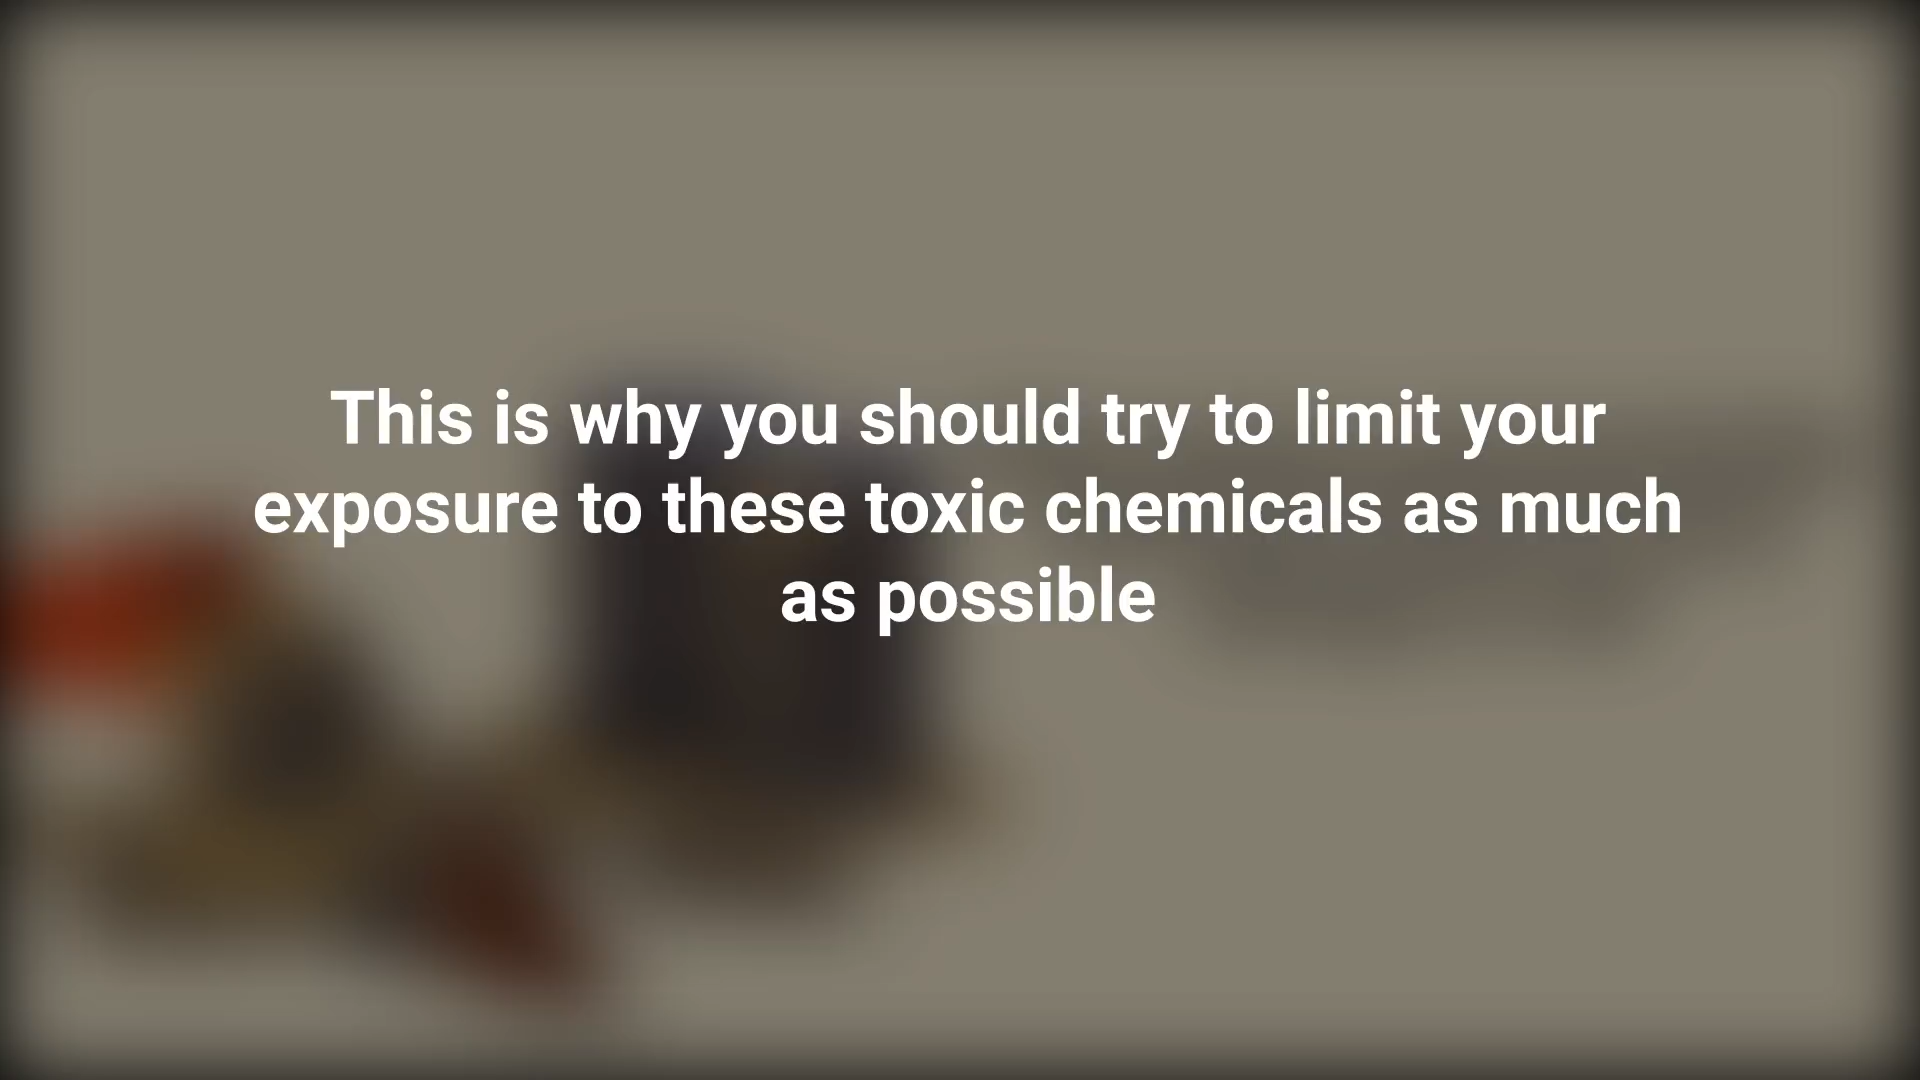 This is why you should try to limit your
exposure to these toxic chemicals as much
as possible